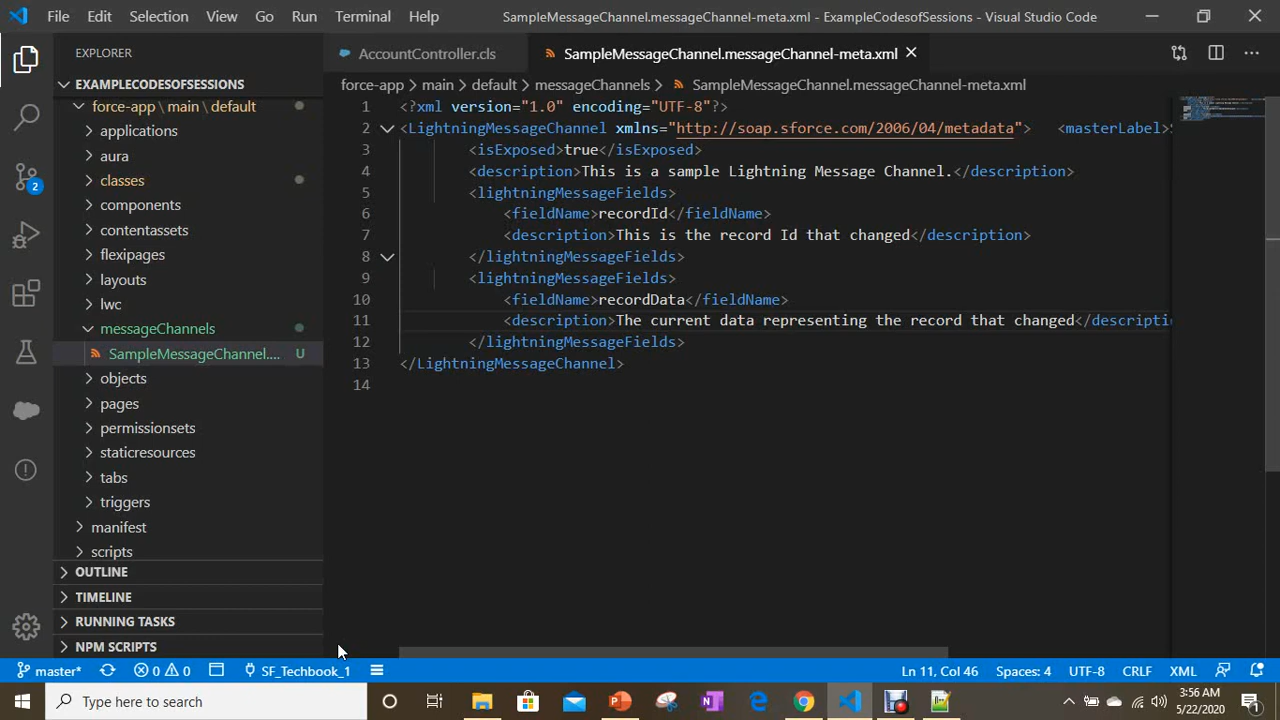 File Edit Selection View Go Run Terminal Help SampleMessageChannel.messageChannel-meta.xml - ExampleCodesofSessions - Visual Studio Code
EXPLORER
AccountController.cls
SampleMessageChannel.messageChannel-meta.xml
EXAMPLECODESOFSESSIONS
force-app \ main \ default
applications
aura
classes
components
contentassets
flexipages
layouts
lwc
messageChannels
SampleMessageChannel.... U
objects
pages
permissionsets
staticresources
tabs
triggers
manifest
scripts
OUTLINE
TIMELINE
RUNNING TASKS
NPM SCRIPTS
2
force-app > main > default > messageChannels > SampleMessageChannel.messageChannel-meta.xml
1 <?xml version="1.0" encoding="UTF-8"?>
2 <LightningMessageChannel xmlns="http://soap.sforce.com/2006/04/metadata"> <masterLabel>
3 <isExposed>true</isExposed>
4 <description>This is a sample Lightning Message Channel.</description>
5 <lightningMessageFields>
6 <fieldName>recordId</fieldName>
7 <description>This is the record Id that changed</description>
8 </lightningMessageFields>
9 <lightningMessageFields>
10 <fieldName>recordData</fieldName>
11 <description>The current data representing the record that changed</descripti
12 </lightningMessageFields>
13 </LightningMessageChannel>
14
master* 0 0 SF_Techbook_1 Ln 11, Col 46 Spaces: 4 UTF-8 CRLF XML
Type here to search
3:56 AM
5/22/2020
1